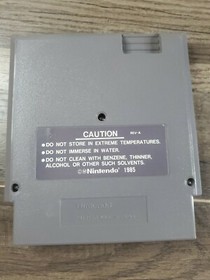 CAUTION REV-A
•DO NOT STORE IN EXTREME TEMPERATURES.
•DO NOT IMMERSE IN WATER.
•DO NOT CLEAN WITH BENZENE, THINNER,
ALCOHOL OR OTHER SUCH SOLVENTS.
©®Nintendo 1985